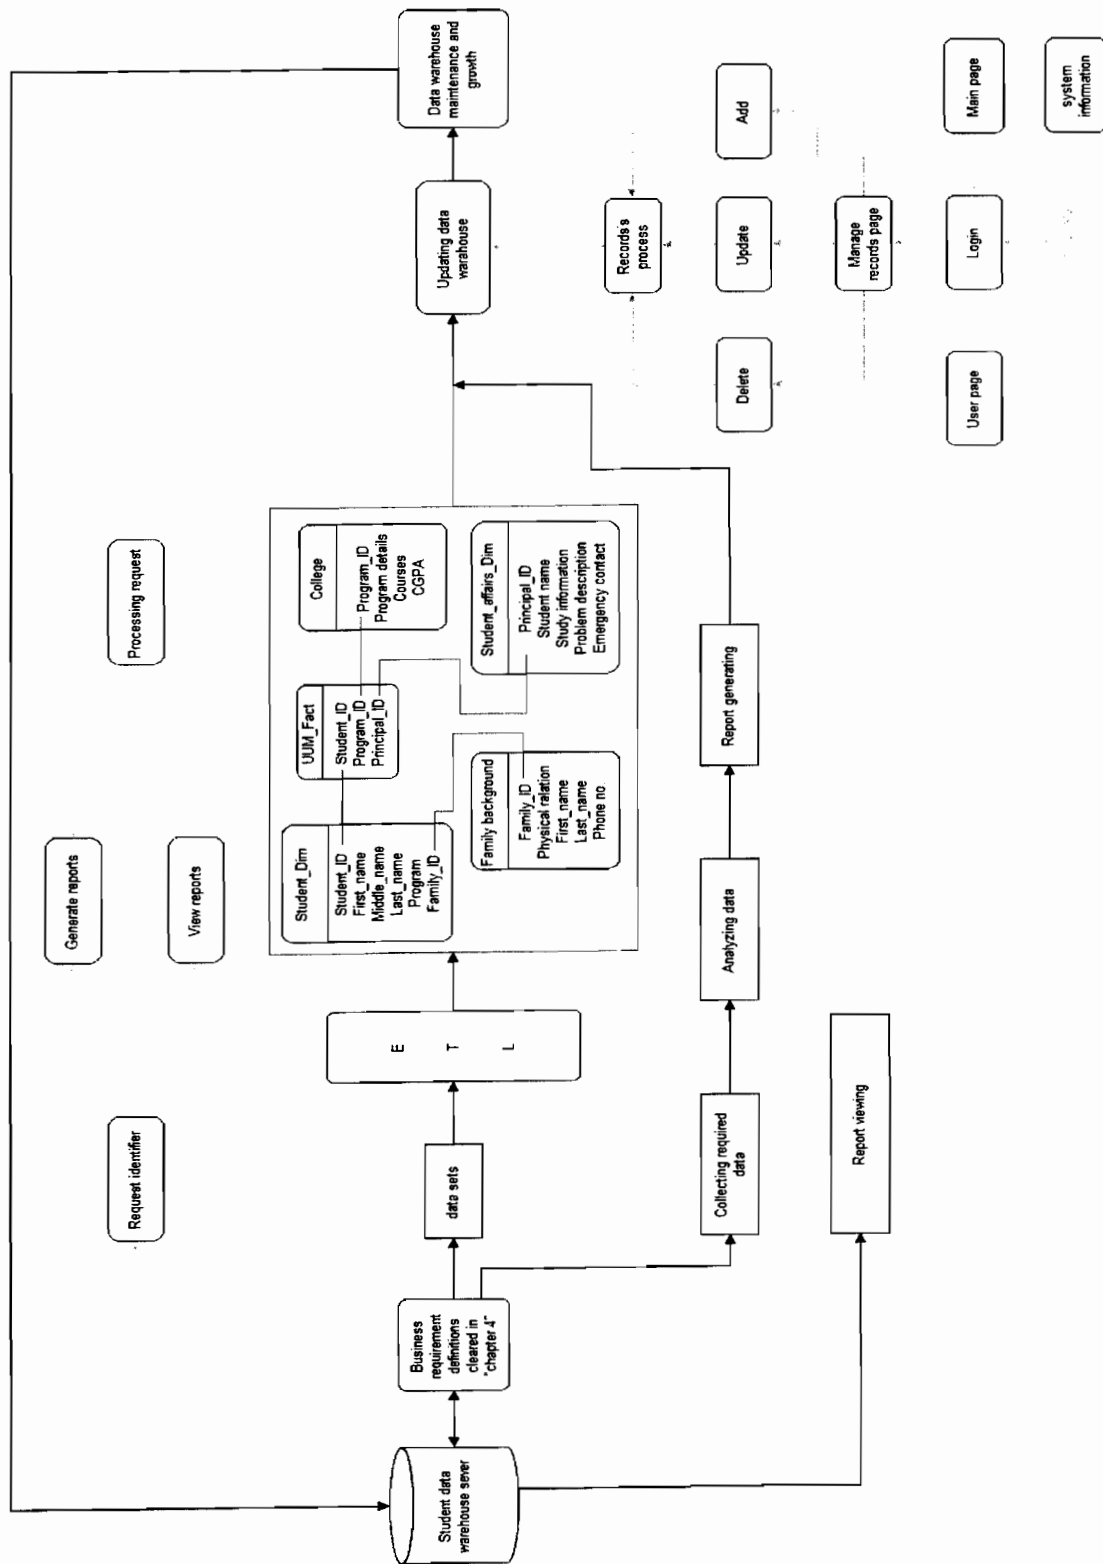 Generate reports
View reports
Request identifier
Processing request
Student data
warehouse sever
Business
requirement
definitions
cleared in
"chapter 4"
data sets
E
T
L
Student_Dim
Student_ID
First_name
Middle_name
Last_name
Program
Family_ID
UUM_Fact
Student_ID
Program_ID
Principal_ID
College
Program_ID
Program details
Courses
CGPA
Family background
Family_ID
Physical ralation
First_name
Last_name
Phone no.
Student_affairs_Dim
Principal_ID
Student name
Study information
Problem description
Emergency contact
Updating data
warahouse
Data warehouse
maintenance and
growth
Collecting required
data
Analyzing data
Report generating
Report viewing
Records's
process
Delete
Update
Add
Manage
records page
User page
Login
Main page
system
information